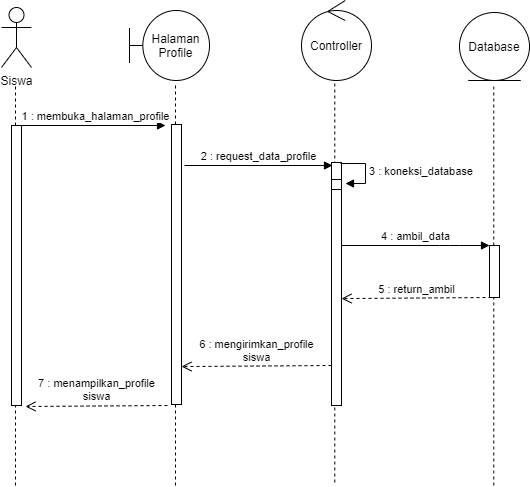 Siswa
Halaman
Profile
Controller
Database
1 : membuka_halaman_profile
2 : request_data_profile
3 : koneksi_database
4 : ambil_data
5 : return_ambil
6 : mengirimkan_profile
siswa
7 : menampilkan_profile
siswa